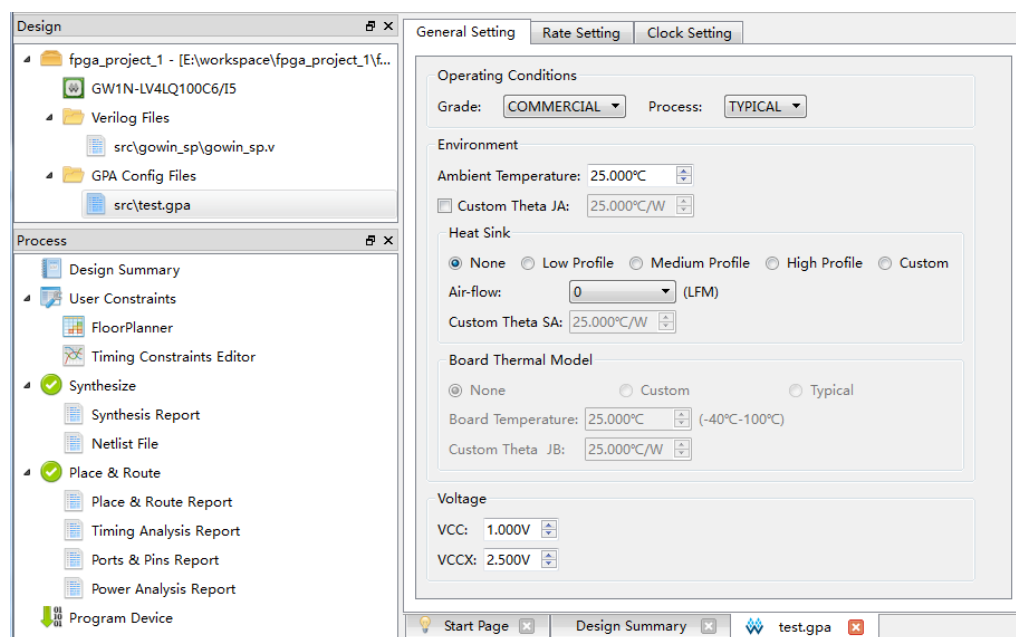 Design
fpga_project_1 - [E:\workspace\fpga_project_1\f...
GW1N-LV4LQ100C6/I5
Verilog Files
src\gowin_sp\gowin_sp.v
GPA Config Files
src\test.gpa
Process
Design Summary
User Constraints
FloorPlanner
Timing Constraints Editor
Synthesize
Synthesis Report
Netlist File
Place & Route
Place & Route Report
Timing Analysis Report
Ports & Pins Report
Power Analysis Report
Program Device
General Setting Rate Setting Clock Setting
Operating Conditions
Grade: COMMERCIAL Process: TYPICAL
Environment
Ambient Temperature: 25.000℃
Custom Theta JA: 25.000℃/W
Heat Sink
None Low Profile Medium Profile High Profile Custom
Air-flow: 0 (LFM)
Custom Theta SA: 25.000℃/W
Board Thermal Model
None Custom Typical
Board Temperature: 25.000℃ (-40℃-100℃)
Custom Theta JB: 25.000℃/W
Voltage
VCC: 1.000V
VCCX: 2.500V
Start Page Design Summary test.gpa